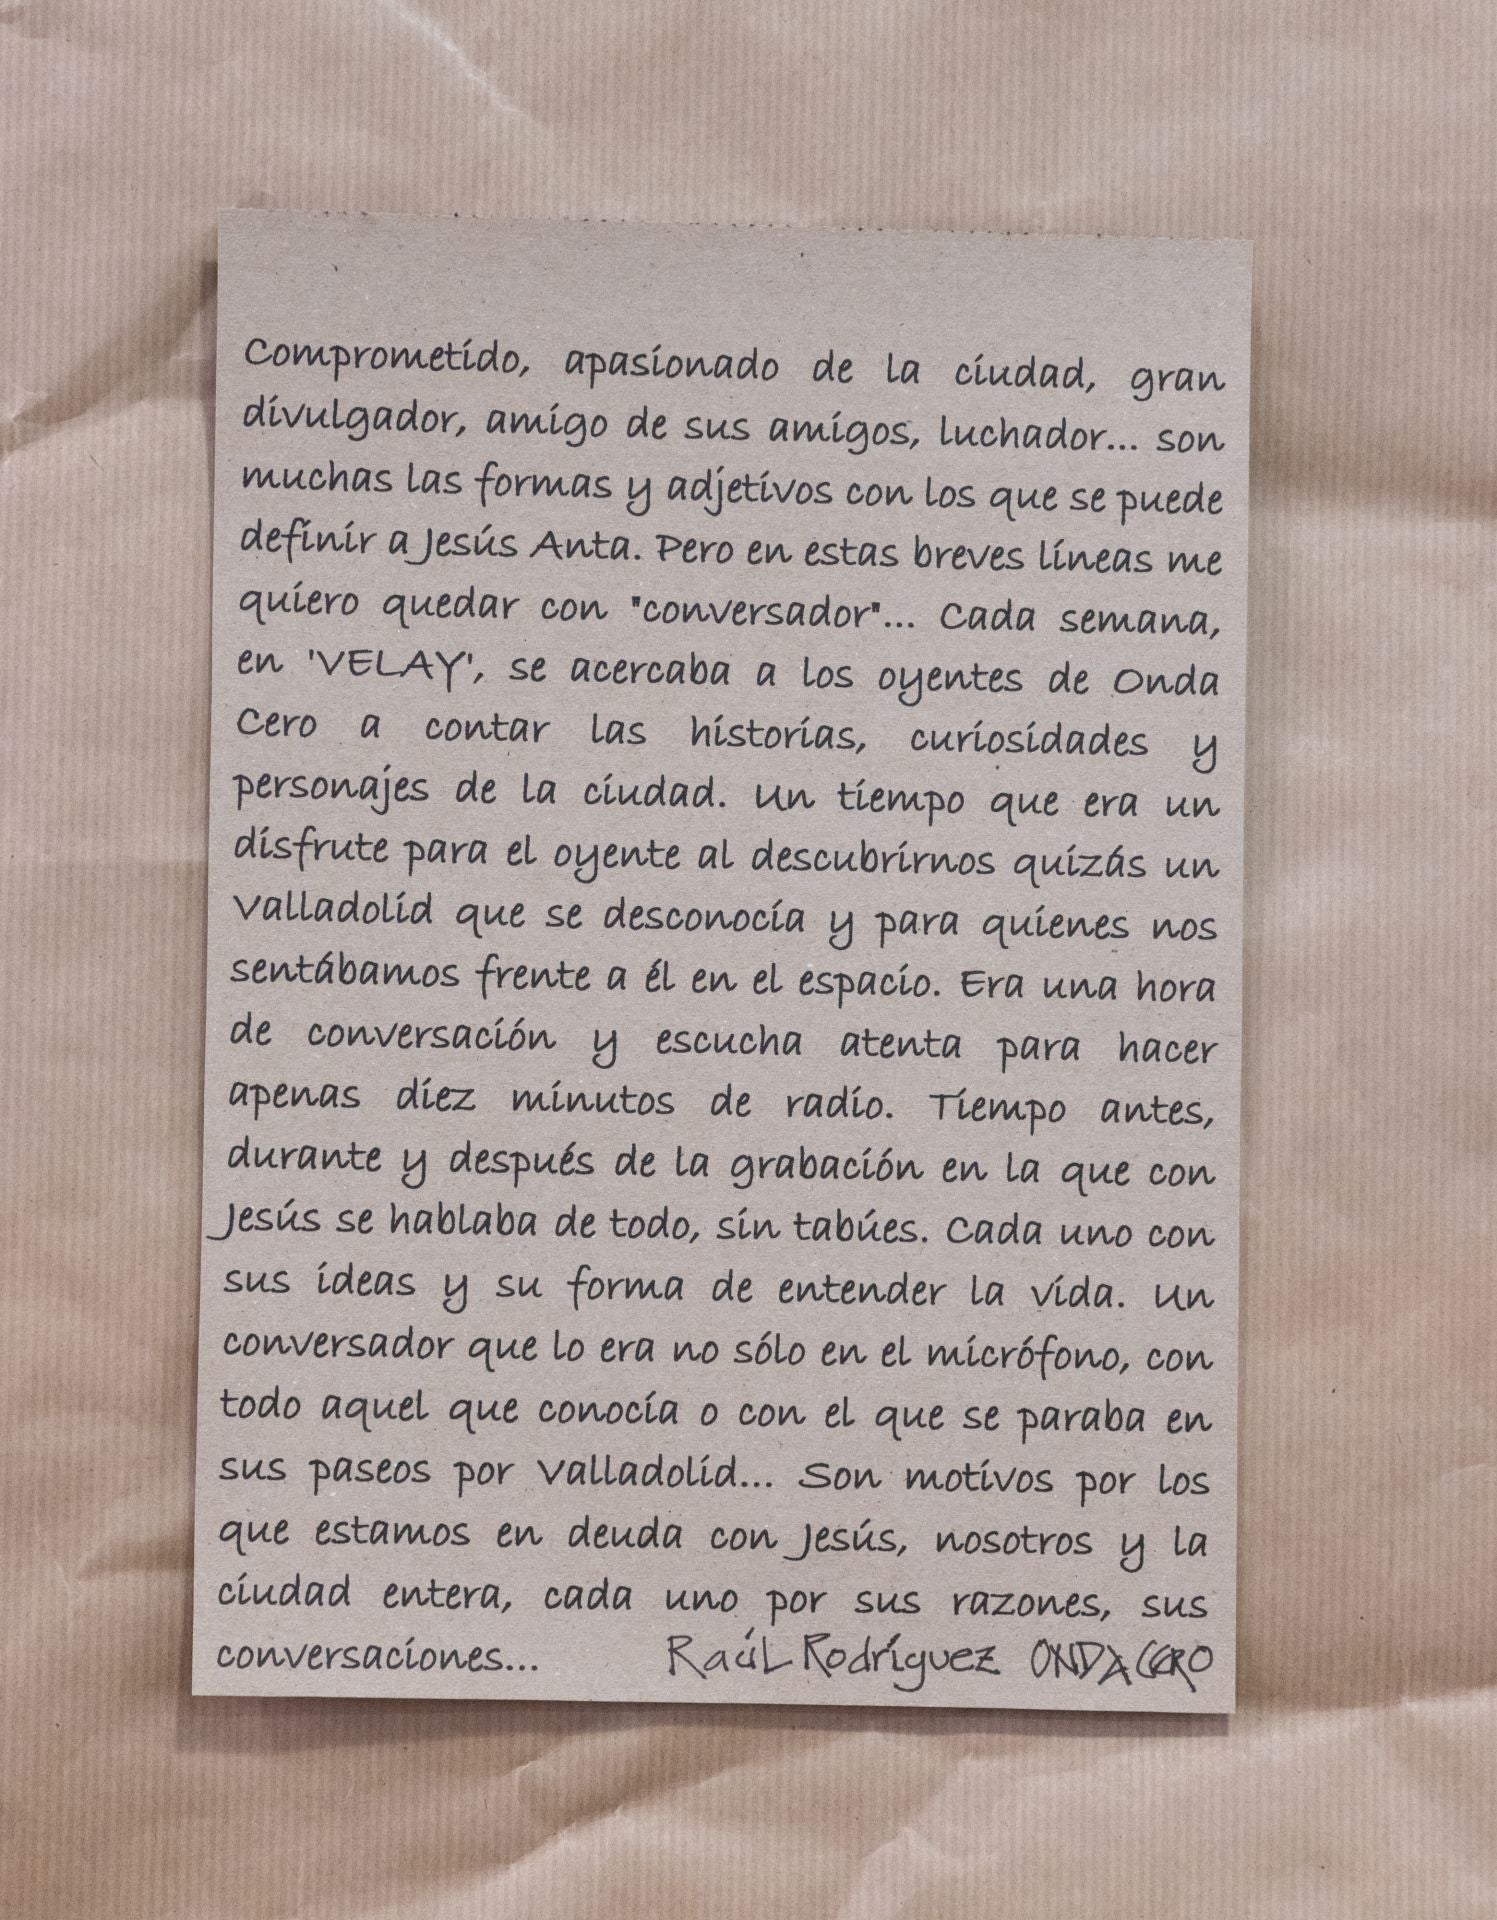 Comprometido, apasionado de la ciudad, gran
divulgador, amigo de sus amigos, luchador... son
muchas las formas y adjetivos con los que se puede
definir a Jesús Anta. Pero en estas breves líneas me
quiero quedar con "conversador"... Cada semana,
en 'VELAY', se acercaba a los oyentes de Onda
Cero a contar las historias, curiosidades y
personajes de la ciudad. Un tiempo que era un
disfrute para el oyente al descubrirnos quizás un
Valladolid que se desconocía y para quienes nos
sentábamos frente a él en el espacio. Era una hora
de conversación y escucha atenta para hacer
apenas diez minutos de radio. Tiempo antes,
durante y después de la grabación en la que con
Jesús se hablaba de todo, sin tabúes. Cada uno con
sus ideas y su forma de entender la vida. Un
conversador que lo era no sólo en el micrófono, con
todo aquel que conocía o con el que se paraba en
sus paseos por Valladolid... Son motivos por los
que estamos en deuda con Jesús, nosotros y la
ciudad entera, cada uno por sus razones, sus
conversaciones... Raúl Rodríguez ONDA CERO